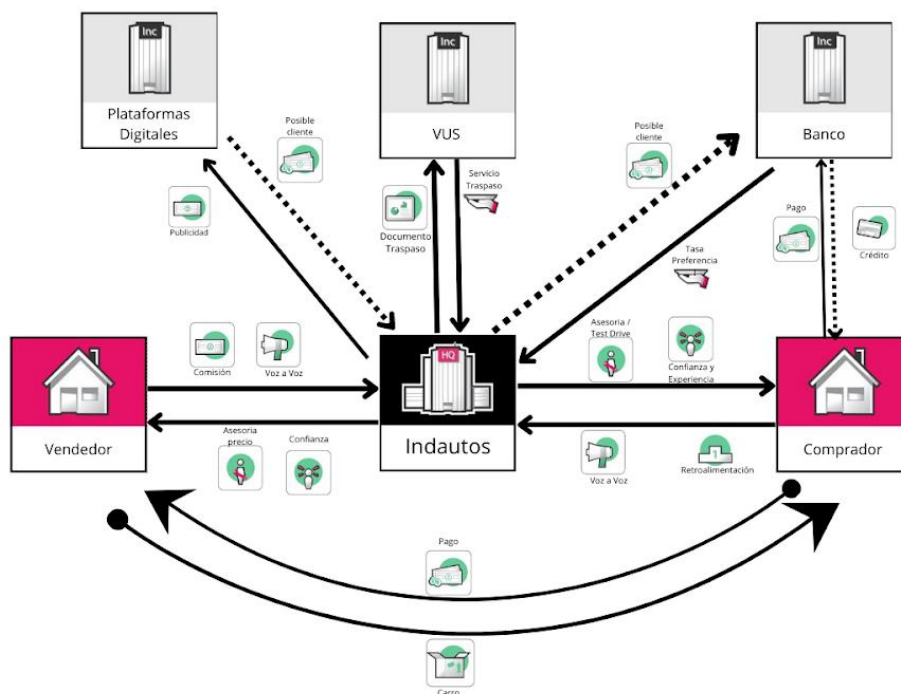 Inc
Inc
Inc
Plataformas
Digitales
VUS
Banco
Posible
cliente
Posible
cliente
Servicio
Traspaso
Publicidad
Documento
Traspaso
Pago
Crédito
Tasa
Preferencia
Comisión
Voz a Voz
HQ
Asesoria /
Test Drive
Confianza y
Experiencia
Vendedor
Indautos
Comprador
Asesoria
precio
Confianza
Voz a Voz
1
Retroalimentación
Pago
Carro